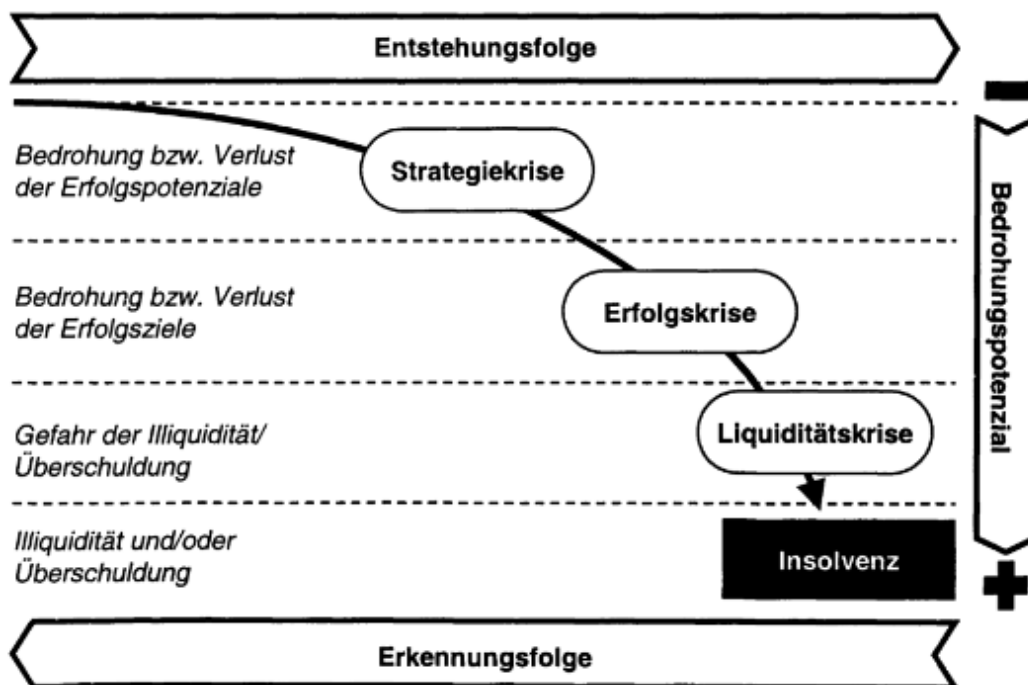 Entstehungsfolge
Bedrohung bzw. Verlust
der Erfolgspotenziale
Strategiekrise
Bedrohung bzw. Verlust
der Erfolgsziele
Erfolgskrise
Gefahr der Illiquidität/
Überschuldung
Liquiditätskrise
Illiquidität und/oder
Überschuldung
Insolvenz
Bedrohungspotenzial
Erkennungsfolge